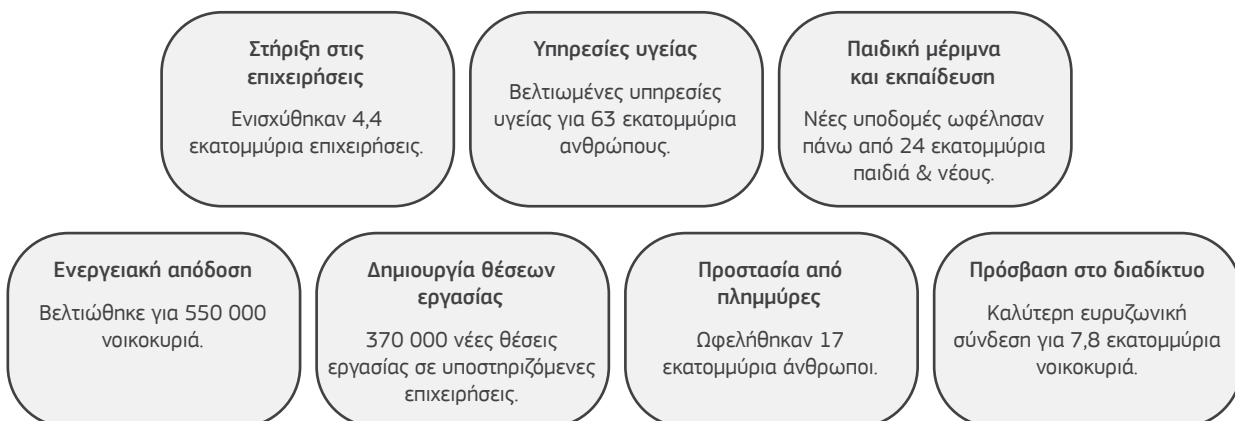 Στήριξη στις
επιχειρήσεις
Ενισχύθηκαν 4,4
εκατομμύρια επιχειρήσεις.
Υπηρεσίες υγείας
Βελτιωμένες υπηρεσίες
υγείας για 63 εκατομμύρια
ανθρώπους.
Παιδική μέριμνα
και εκπαίδευση
Νέες υποδομές ωφέλησαν
πάνω από 24 εκατομμύρια
παιδιά & νέους.
Ενεργειακή απόδοση
Βελτιώθηκε για 550 000
νοικοκυριά.
Δημιουργία θέσεων
εργασίας
370 000 νέες θέσεις
εργασίας σε υποστηριζόμενες
επιχειρήσεις.
Προστασία από
πλημμύρες
Ωφελήθηκαν 17
εκατομμύρια άνθρωποι.
Πρόσβαση στο διαδίκτυο
Καλύτερη ευρυζωνική
σύνδεση για 7,8 εκατομμύρια
νοικοκυριά.